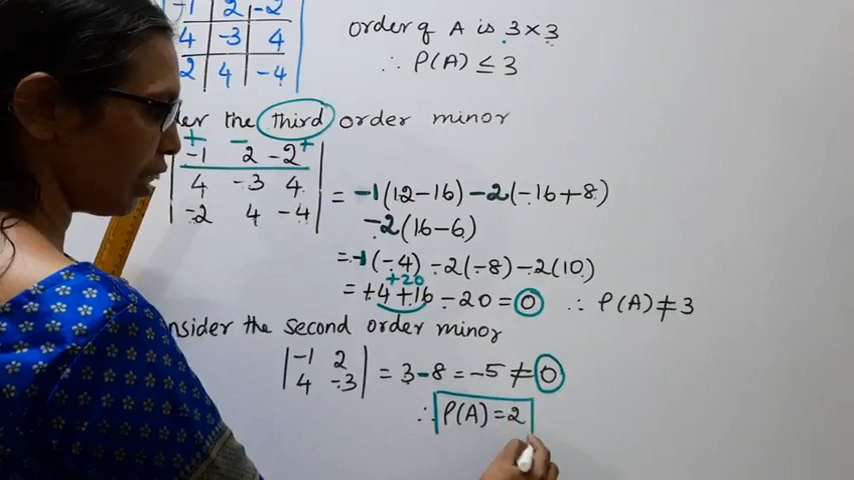 -1 2 -2
4 -3 4
2 4 -4
order of A is 3×3
∴ ρ(A) ≤ 3
the third order minor
+ - +
|-1 2 -2|
|4 -3 4| = -1(12-16) -2(-16+8)
|-2 4 -4| -2(16-6)
= -1(-4) -2(-8) -2(10)
+20
= +4+16 -20 = 0 ∴ ρ(A) ≠ 3
the second order minor
|-1 2|
|4 -3| = 3-8 = -5 ≠ 0
∴ ρ(A) = 2